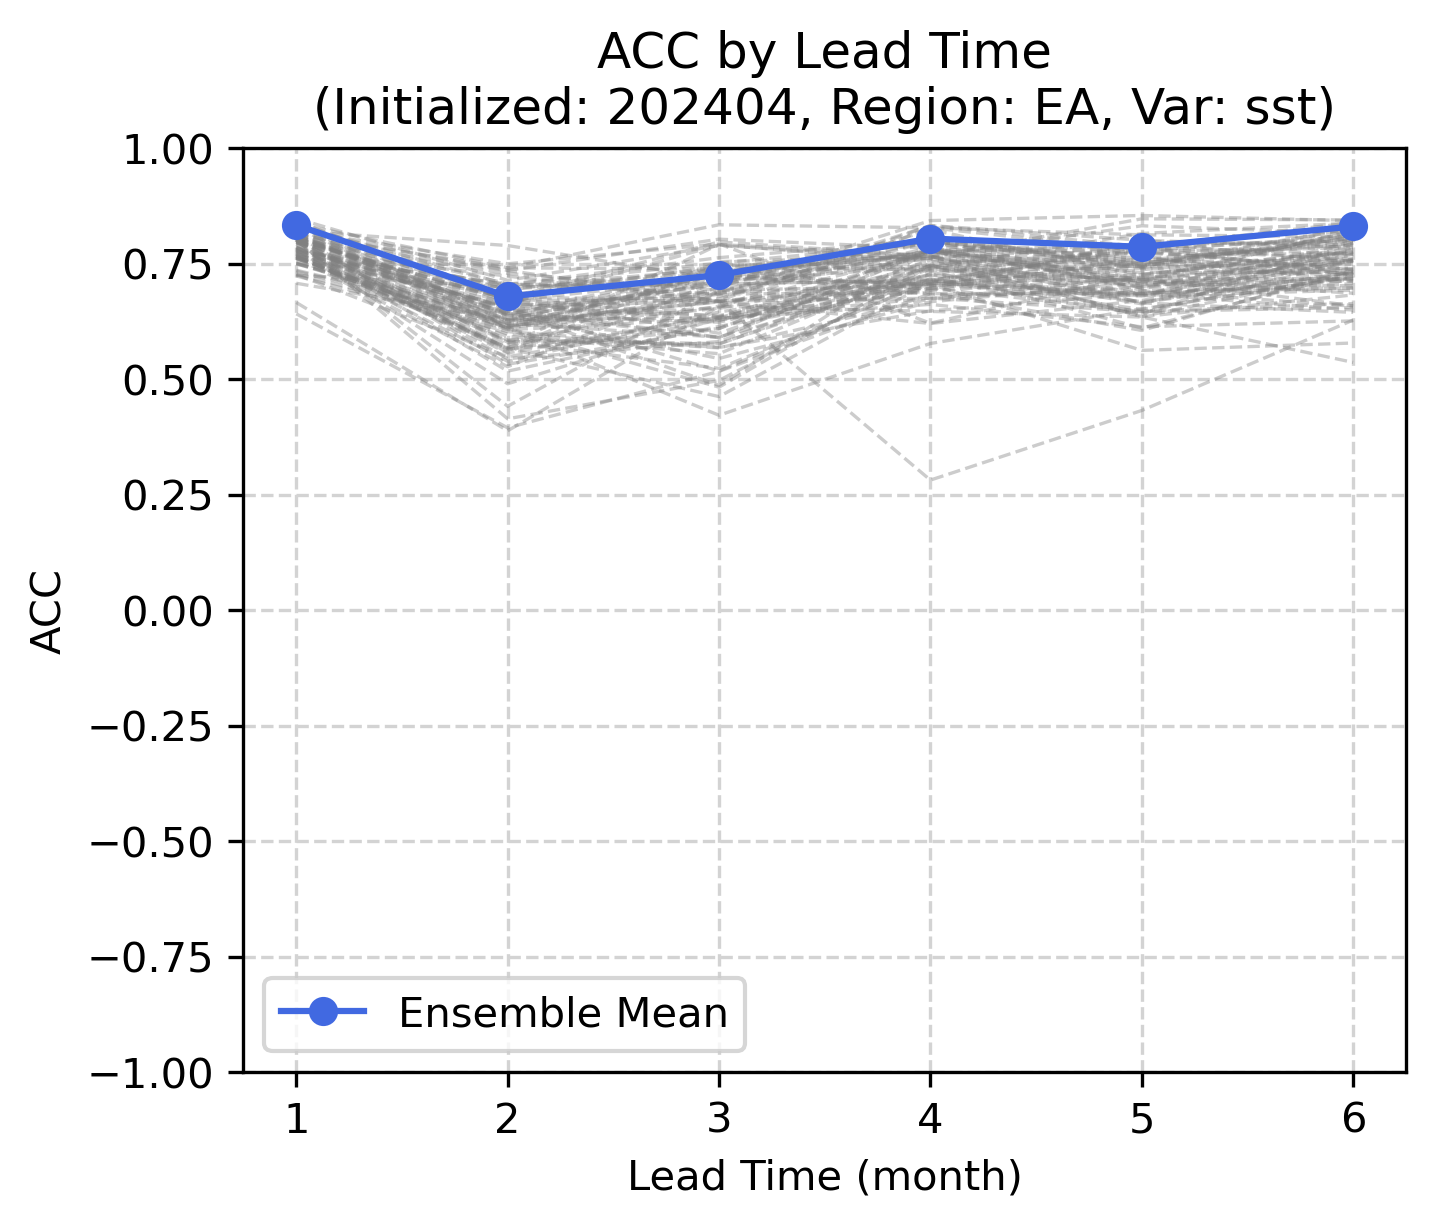 ACC by Lead Time
(Initialized: 202404, Region: EA, Var: sst)
1.00
0.75
0.50
0.25
0.00
−0.25
−0.50
−0.75
−1.00
ACC
Ensemble Mean
1 2 3 4 5 6
Lead Time (month)